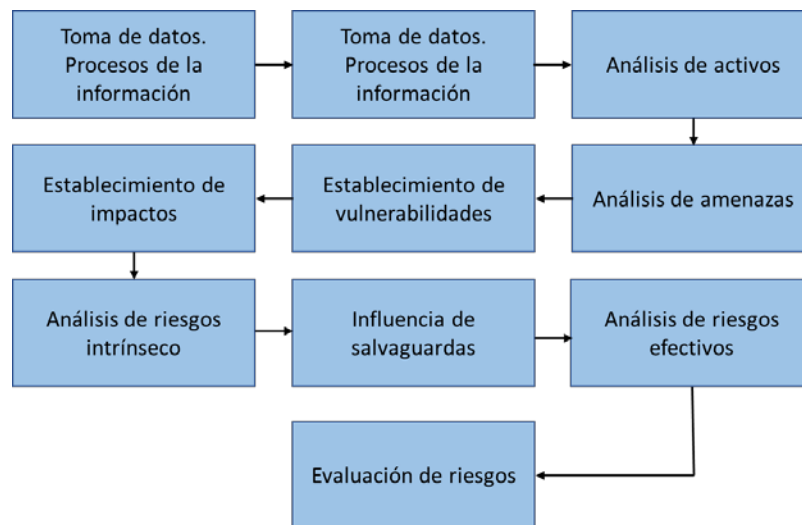 Toma de datos.
Procesos de la
información
Toma de datos.
Procesos de la
información
Análisis de activos
Establecimiento de
impactos
Establecimiento de
vulnerabilidades
Análisis de amenazas
Análisis de riesgos
intrínseco
Influencia de
salvaguardas
Análisis de riesgos
efectivos
Evaluación de riesgos